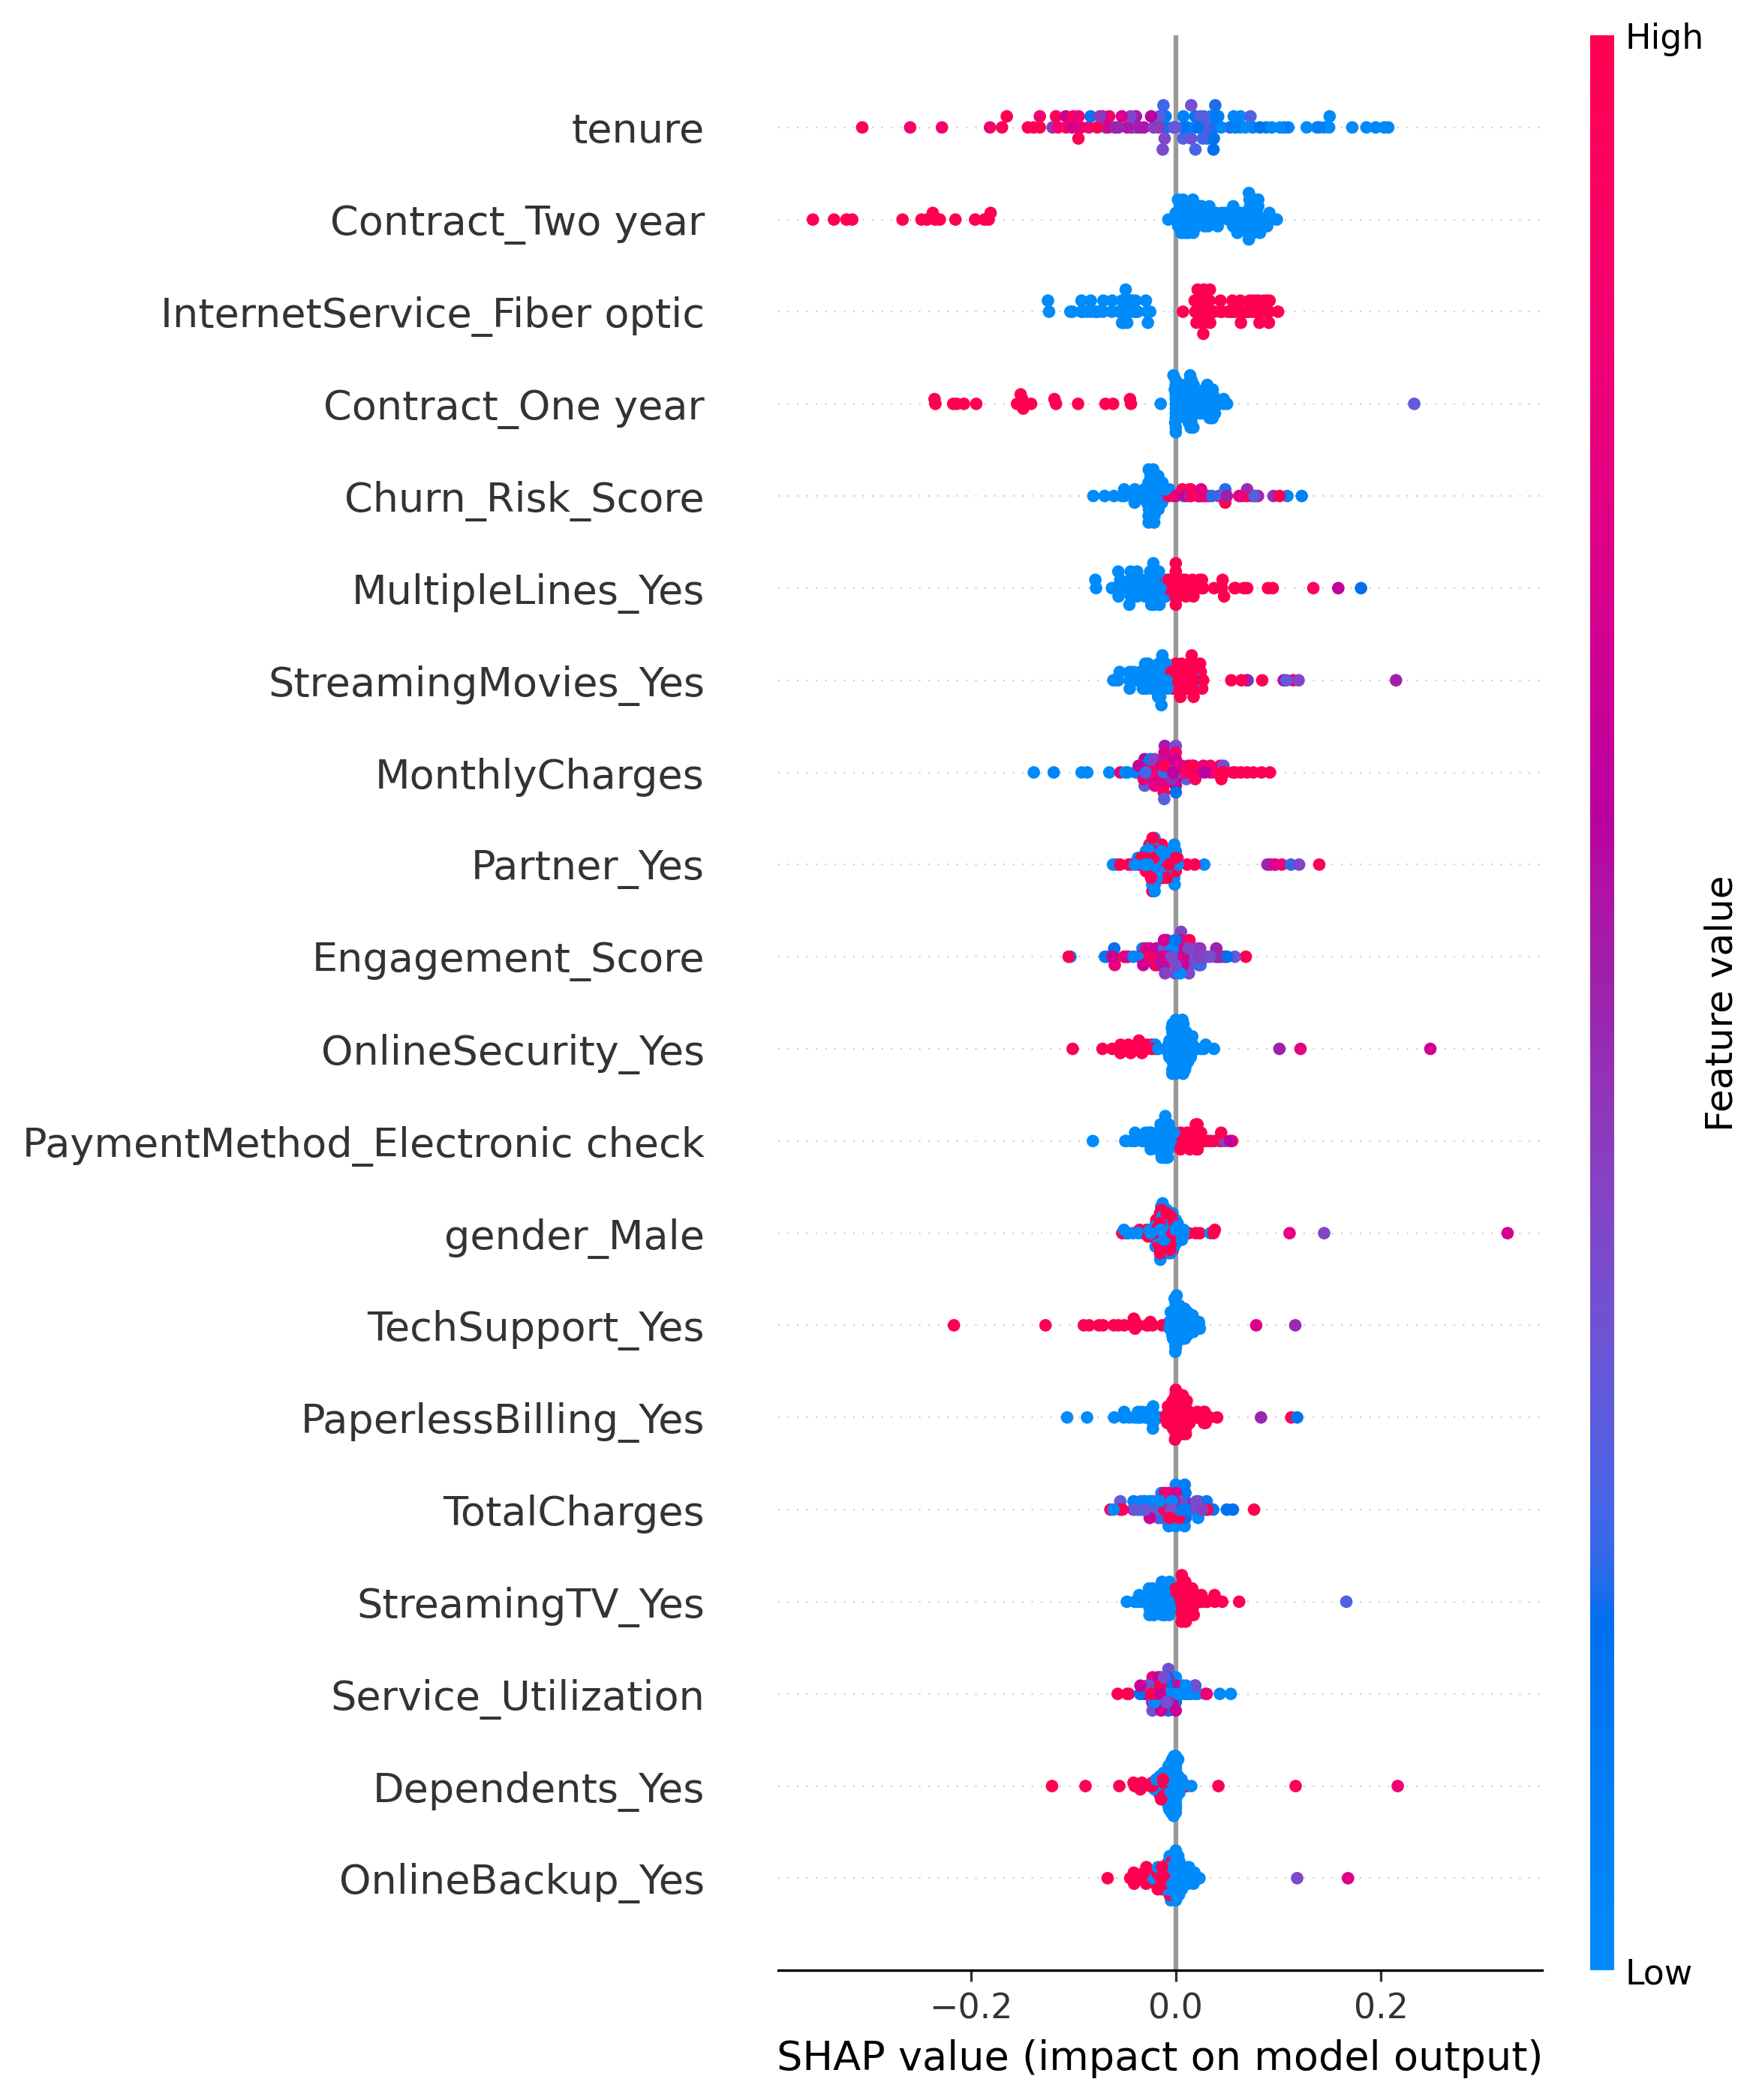 High
tenure
Contract_Two year
InternetService_Fiber optic
Contract_One year
Churn_Risk_Score
MultipleLines_Yes
StreamingMovies_Yes
MonthlyCharges
Partner_Yes
Engagement_Score
OnlineSecurity_Yes
PaymentMethod_Electronic check
gender_Male
TechSupport_Yes
PaperlessBilling_Yes
TotalCharges
StreamingTV_Yes
Service_Utilization
Dependents_Yes
OnlineBackup_Yes
Feature value
Low
−0.2 0.0 0.2
SHAP value (impact on model output)